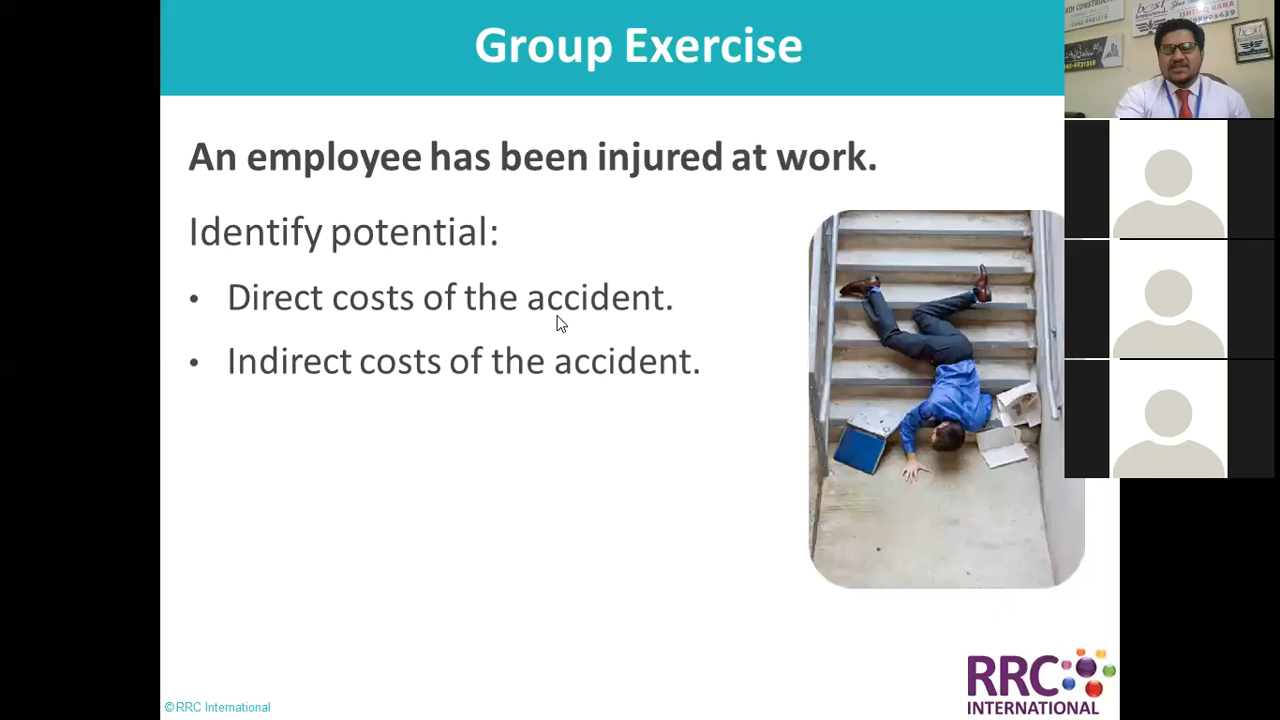 Group Exercise
An employee has been injured at work.
Identify potential:
• Direct costs of the accident.
• Indirect costs of the accident.
RRC
INTERNATIONAL
©RRC International